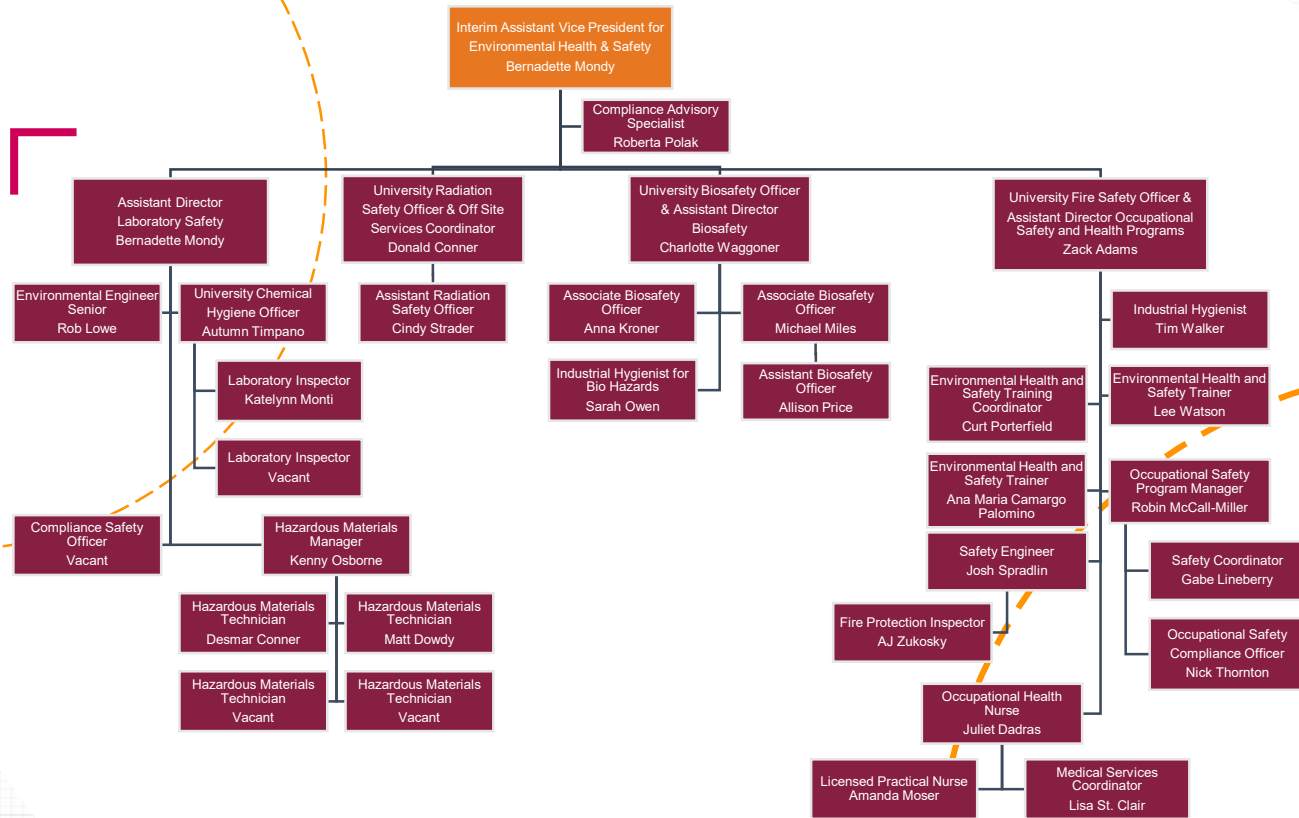 Interim Assistant Vice President for
Environmental Health & Safety
Bernadette Mondy
Compliance Advisory
Specialist
Roberta Polak
Assistant Director
Laboratory Safety
Bernadette Mondy
University Radiation
Safety Officer & Off Site
Services Coordinator
Donald Conner
University Biosafety Officer
& Assistant Director
Biosafety
Charlotte Waggoner
University Fire Safety Officer &
Assistant Director Occupational
Safety and Health Programs
Zack Adams
Environmental Engineer
Senior
Rob Lowe
University Chemical
Hygiene Officer
Autumn Timpano
Assistant Radiation
Safety Officer
Cindy Strader
Associate Biosafety
Officer
Anna Kroner
Associate Biosafety
Officer
Michael Miles
Industrial Hygienist
Tim Walker
Laboratory Inspector
Katelynn Monti
Industrial Hygienist for
Bio Hazards
Sarah Owen
Assistant Biosafety
Officer
Allison Price
Environmental Health and
Safety Training
Coordinator
Curt Porterfield
Environmental Health and
Safety Trainer
Lee Watson
Laboratory Inspector
Vacant
Environmental Health and
Safety Trainer
Ana Maria Camargo
Palomino
Occupational Safety
Program Manager
Robin McCall-Miller
Compliance Safety
Officer
Vacant
Hazardous Materials
Manager
Kenny Osborne
Safety Engineer
Josh Spradlin
Safety Coordinator
Gabe Lineberry
Hazardous Materials
Technician
Desmar Conner
Hazardous Materials
Technician
Matt Dowdy
Fire Protection Inspector
AJ Zukosky
Occupational Safety
Compliance Officer
Nick Thornton
Hazardous Materials
Technician
Vacant
Hazardous Materials
Technician
Vacant
Occupational Health
Nurse
Juliet Dadras
Licensed Practical Nurse
Amanda Moser
Medical Services
Coordinator
Lisa St. Clair